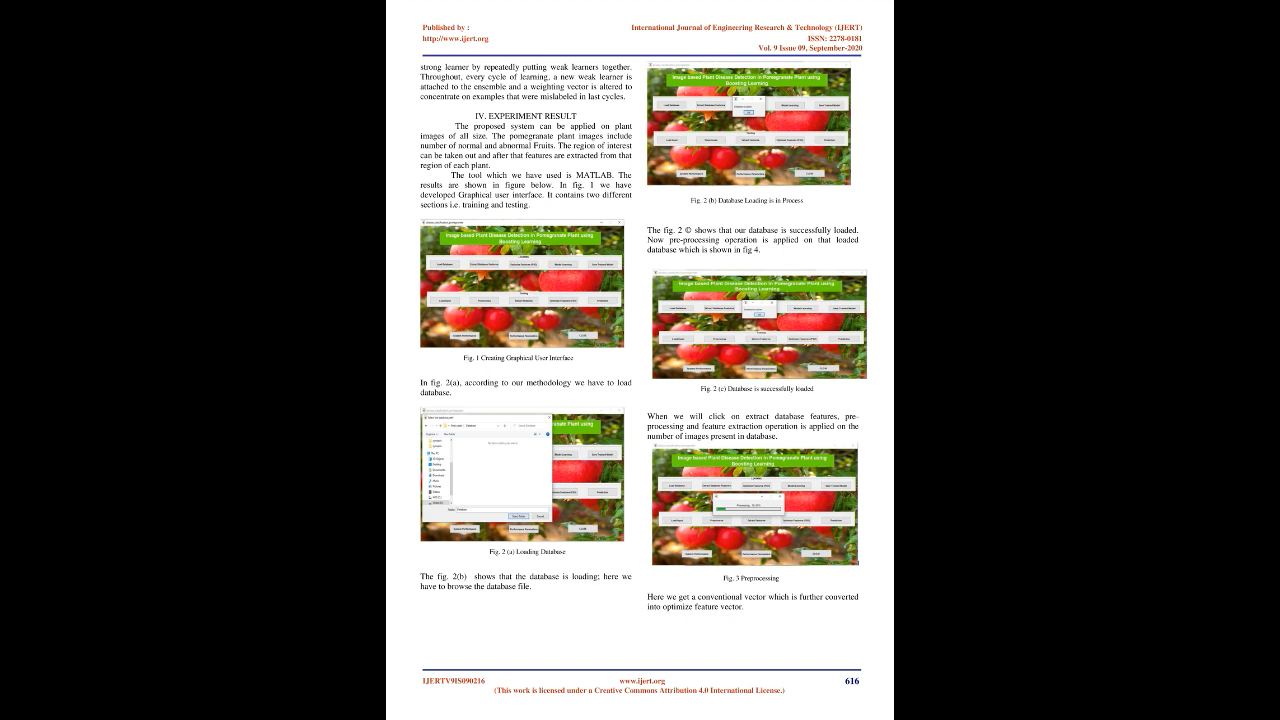 Published by :
http://www.ijert.org
International Journal of Engineering Research & Technology (IJERT)
ISSN: 2278-0181
Vol. 9 Issue 09, September-2020
strong learner by repeatedly putting weak learners together.
Throughout, every cycle of learning, a new weak learner is
attached to the ensemble and a weighting vector is altered to
concentrate on examples that were mislabeled in last cycles.
IV. EXPERIMENT RESULT
The proposed system can be applied on plant
images of all size. The pomegranate plant images include
number of normal and abnormal Fruits. The region of interest
can be taken out and after that features are extracted from that
region of each plant.
The tool which we have used is MATLAB. The
results are shown in figure below. In fig. 1 we have
developed Graphical user interface. It contains two different
sections i.e. training and testing.
Image based Plant Disease Detection in Pomegranate Plant using
Boosting Learning
Fig. 1 Creating Graphical User Interface
In fig. 2(a), according to our methodology we have to load
database.
Fig. 2 (a) Loading Database
The fig. 2(b) shows that the database is loading; here we
have to browse the database file.
Image based Plant Disease Detection in Pomegranate Plant using
Boosting Learning
Fig. 2 (b) Database Loading is in Process
The fig. 2 © shows that our database is successfully loaded.
Now pre-processing operation is applied on that loaded
database which is shown in fig 4.
Image based Plant Disease Detection in Pomegranate Plant using
Boosting Learning
Fig. 2 (c) Database is successfully loaded
When we will click on extract database features, pre-
processing and feature extraction operation is applied on the
number of images present in database.
Image based Plant Disease Detection in Pomegranate Plant using
Boosting Learning
Fig. 3 Preprocessing
Here we get a conventional vector which is further converted
into optimize feature vector.
IJERTV9IS090216
www.ijert.org
616
(This work is licensed under a Creative Commons Attribution 4.0 International License.)